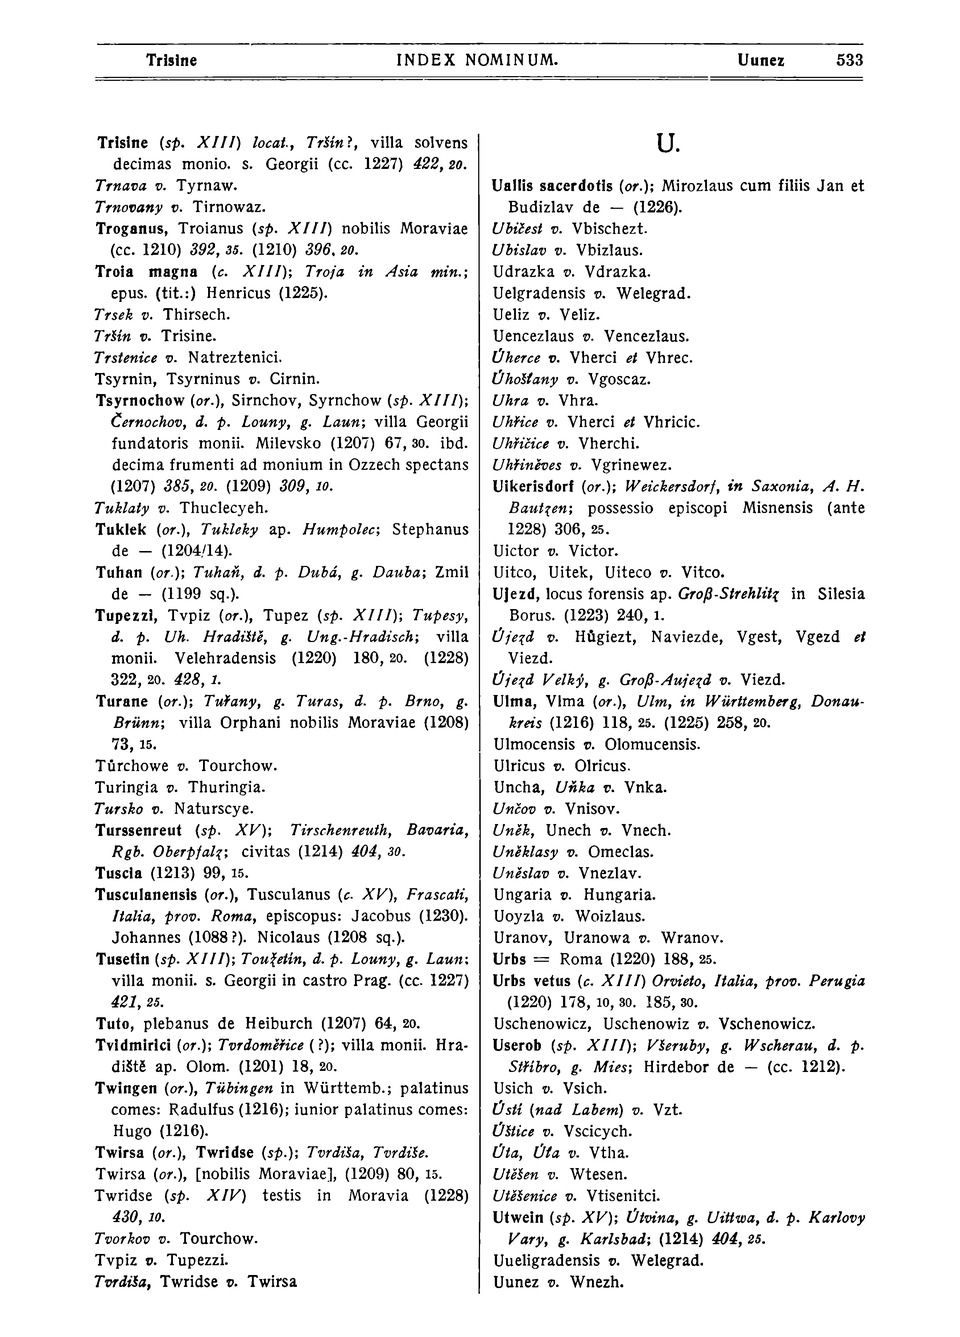 Trisine INDEX NOMINUM. Uunez 533
Trisine (sp. XIII) locat., Tršín?, villa solvens
decimas monio. s. Georgii (cc. 1227) 422, 20.
Trnava v. Tyrnaw.
Trnovany v. Tirnowaz.
Troganus, Troianus (sp. XIII) nobilis Moraviae
(cc. 1210) 392, 35. (1210) 396, 20.
Troia magna (c. XIII); Troja in Asia min.;
epus. (tit.:) Henricus (1225).
Trsek v. Thirsech.
Tršín v. Trisine.
Trstenice v. Natreztenici.
Tsyrnin, Tsyrninus v. Cirnin.
Tsyrnochow (or.), Sirnchov, Syrnchow (sp. XIII);
Černochov, d. p. Louny, g. Laun; villa Georgii
fundatoris monii. Milevsko (1207) 67, 30. ibd.
decima frumenti ad monium in Ozzech spectans
(1207) 385, 20. (1209) 309, 10.
Tuklaty v. Thuclecyeh.
Tuklek (or.), Tukleky ap. Humpolec; Stephanus
de — (1204/14).
Tuhan (or.); Tuhaň, d. p. Dubá, g. Dauba; Zmil
de — (1199 sq.).
Tupezzi, Tvpiz (or.), Tupez (sp. XIII); Tupesy,
d. p. Uh. Hradiště, g. Ung.-Hradisch; villa
monii. Velehradensis (1220) 180, 20. (1228)
322, 20. 428, 1.
Turane (or.); Tuřany, g. Turas, d. p. Brno, g.
Brünn; villa Orphani nobilis Moraviae (1208)
73, 15.
Tůrchowe v. Tourchow.
Turingia v. Thuringia.
Tursko v. Naturscye.
Turssenreut (sp. XV); Tirschenreuth, Bavaria,
Rgb. Oberpfalz; civitas (1214) 404, 30.
Tuscia (1213) 99, 15.
Tusculanensis (or.), Tusculanus (c. XV), Frascati,
Italia, prov. Roma, episcopus: Jacobus (1230).
Johannes (1088?). Nicolaus (1208 sq.).
Tusetin (sp. XIII); Toužetín, d. p. Louny, g. Laun;
villa monii. s. Georgii in castro Prag. (cc. 1227)
421, 25.
Tuto, plebanus de Heiburch (1207) 64, 20.
Tvidmirici (or.); Tvrdoměřice (?); villa monii. Hra-
diště ap. Olom. (1201) 18, 20.
Twingen (or.), Tübingen in Württemb.; palatinus
comes: Radulfus (1216); iunior palatinus comes:
Hugo (1216).
Twirsa (or.), Twridse (sp.); Tvrdiša, Tvrdiše.
Twirsa (or.), [nobilis Moraviae], (1209) 80, 15.
Twridse (sp. XIV) testis in Moravia (1228)
430, 10.
Tvorkov v. Tourchow.
Tvpiz v. Tupezzi.
Tvrdiša, Twridse v. Twirsa
U.
Uallis sacerdotis (or.); Mirozlaus cum filiis Jan et
Budizlav de — (1226).
Ubičest v. Vbischezt.
Ubislav v. Vbizlaus.
Udrazka v. Vdrazka.
Uelgradensis v. Welegrad.
Ueliz v. Veliz.
Uencezlaus v. Vencezlaus.
Úherce v. Vherci et Vhrec.
Úhošťany v. Vgoscaz.
Uhra v. Vhra.
Uhřice v. Vherci et Vhricic.
Uhřičice v. Vherchi.
Uhřiněves v. Vgrinewez.
Uikerisdorf (or.); Weickersdorf, in Saxonia, A. H.
Bautzen; possessio episcopi Misnensis (ante
1228) 306, 25.
Uictor v. Victor.
Uitco, Uitek, Uiteco v. Vitco.
Ujezd, locus forensis ap. Groß-Strehlitz in Silesia
Borus. (1223) 240, 1.
Újezd v. Hůgiezt, Naviezde, Vgest, Vgezd et
Viezd.
Újezd Velký, g. Groß-Aujezd v. Viezd.
Ulma, Vlma (or.), Ulm, in Württemberg, Donau-
kreis (1216) 118, 25. (1225) 258, 20.
Ulmocensis v. Olomucensis.
Ulricus v. Olricus.
Uncha, Uňka v. Vnka.
Unčov v. Vnisov.
Uněk, Unech v. Vnech.
Uněklasy v. Omeclas.
Uněslav v. Vnezlav.
Ungaria v. Hungaria.
Uoyzla v. Woizlaus.
Uranov, Uranowa v. Wranov.
Urbs = Roma (1220) 188, 25.
Urbs vetus (c. XIII) Orvieto, Italia, prov. Perugia
(1220) 178, 10, 30. 185, 30.
Uschenowicz, Uschenowiz v. Vschenowicz.
Userob (sp. XIII); Všeruby, g. Wscherau, d. p.
Stříbro, g. Mies; Hirdebor de — (cc. 1212).
Usich v. Vsich.
Ústí (nad Labem) v. Vzt.
Úštice v. Vscicych.
Úta, Úta v. Vtha.
Utěšen v. Wtesen.
Utěšenice v. Vtisenitci.
Utwein (sp. XV); Útvina, g. Uittwa, d. p. Karlovy
Vary, g. Karlsbad; (1214) 404, 25.
Uueligradensis v. Welegrad.
Uunez v. Wnezh.